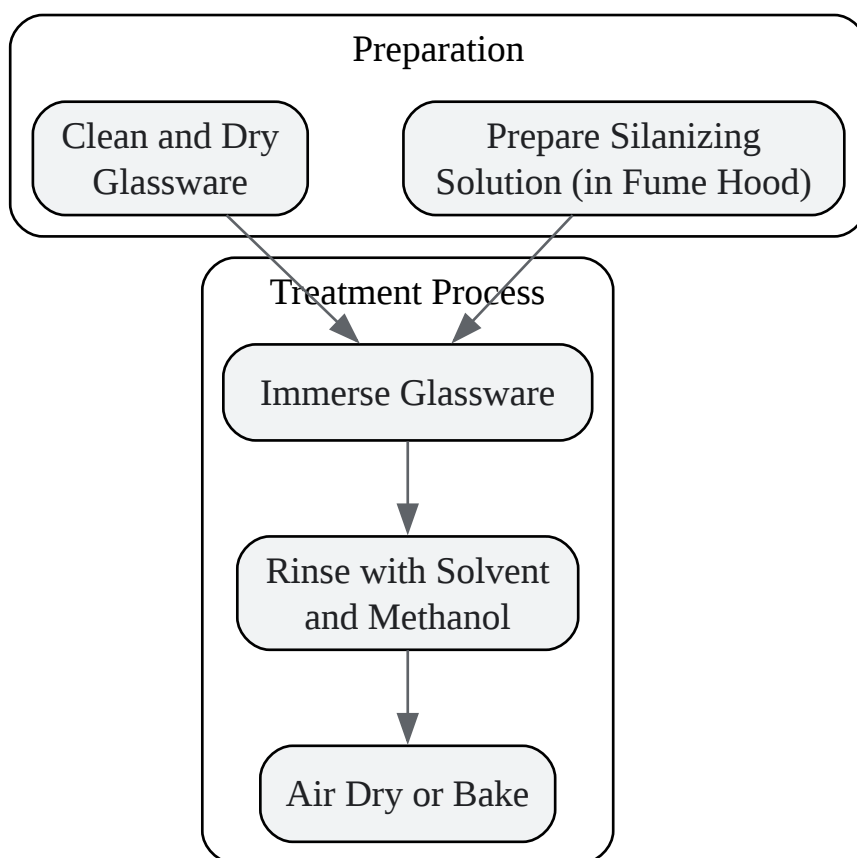 Preparation
Clean and Dry
Glassware
Prepare Silanizing
Solution (in Fume Hood)
Treatment Process
Immerse Glassware
Rinse with Solvent
and Methanol
Air Dry or Bake